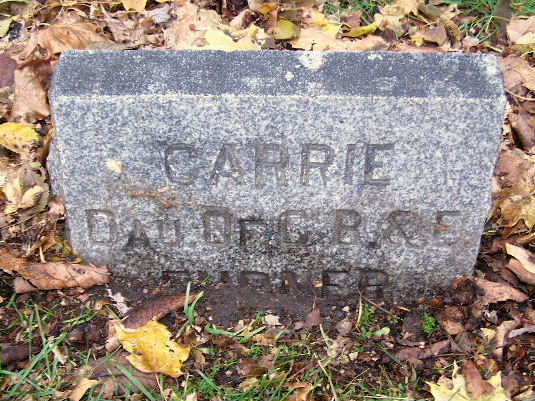 CARRIE
DAU. OF C. B. & E.